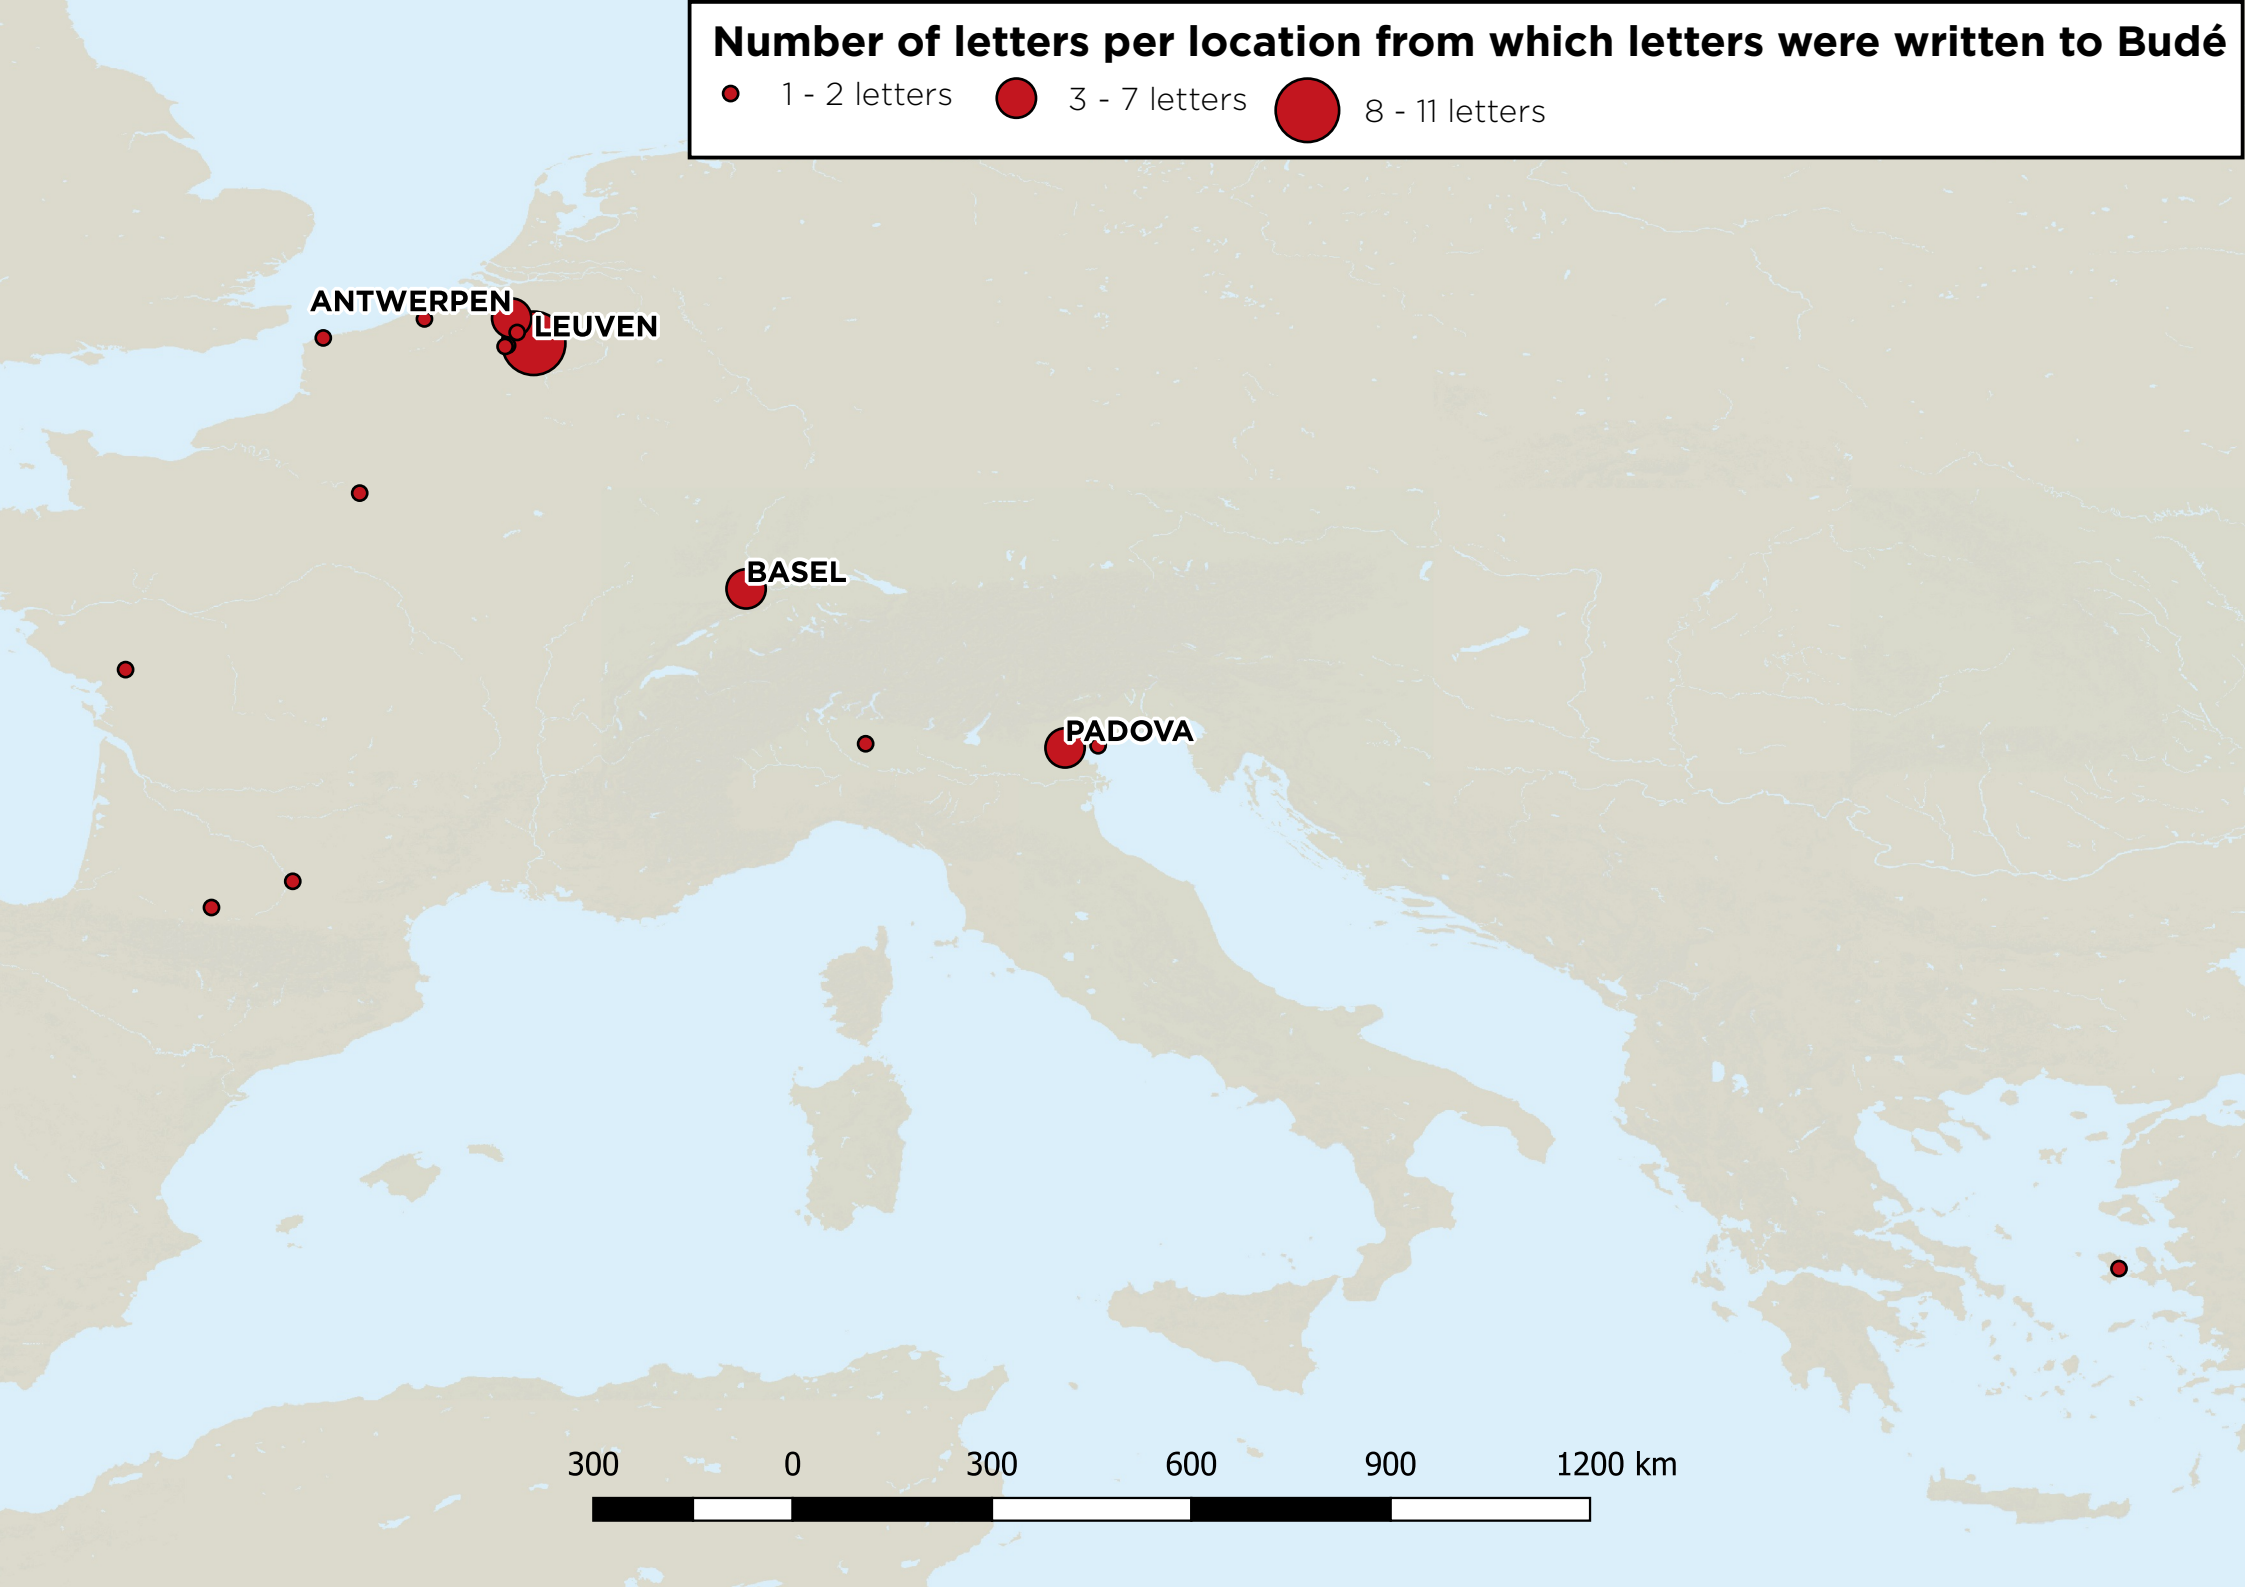 Number of letters per location from which letters were written to Budé
1 - 2 letters 3 - 7 letters 8 - 11 letters
ANTWERPEN
LEUVEN
BASEL
PADOVA
300 0 300 600 900 1200 km